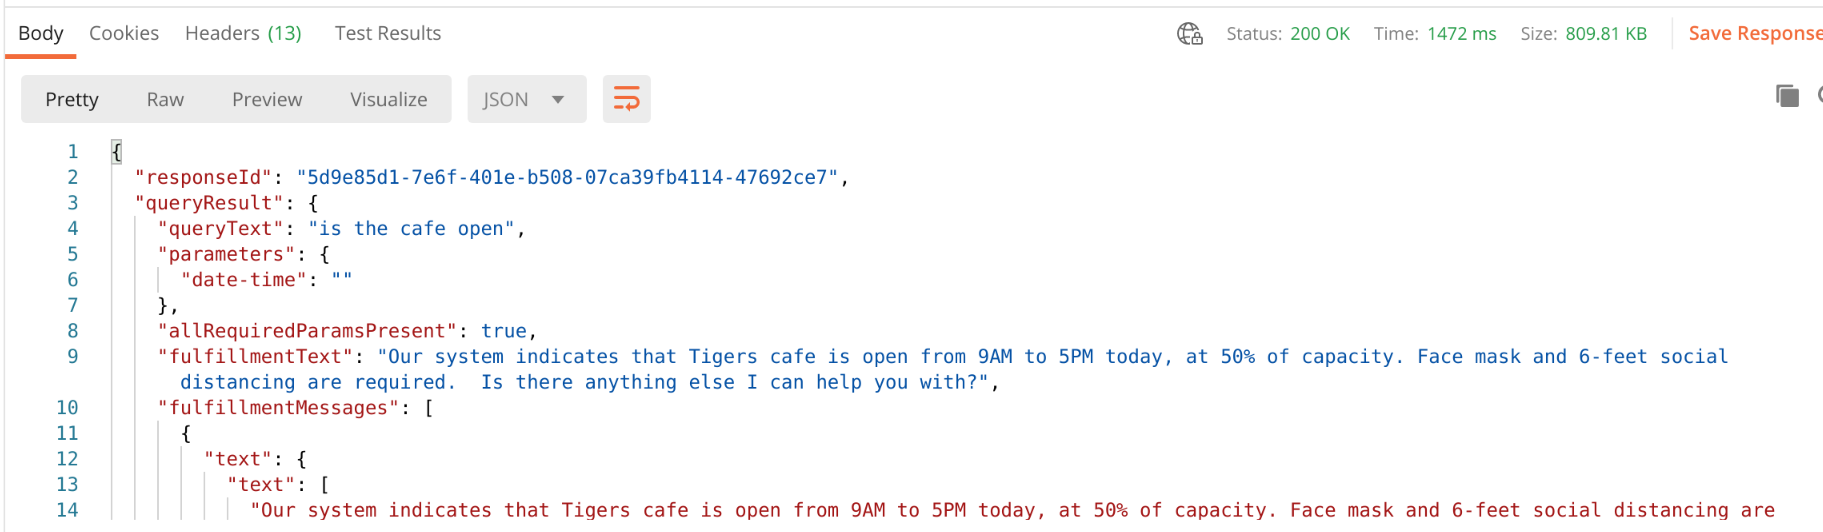 Body Cookies Headers (13) Test Results Status: 200 OK Time: 1472 ms Size: 809.81 KB Save Response
Pretty Raw Preview Visualize JSON
1 {
2 "responseId": "5d9e85d1-7e6f-401e-b508-07ca39fb4114-47692ce7",
3 "queryResult": {
4 "queryText": "is the cafe open",
5 "parameters": {
6 "date-time": ""
7 },
8 "allRequiredParamsPresent": true,
9 "fulfillmentText": "Our system indicates that Tigers cafe is open from 9AM to 5PM today, at 50% of capacity. Face mask and 6-feet social
distancing are required.  Is there anything else I can help you with?",
10 "fulfillmentMessages": [
11 {
12 "text": {
13 "text": [
14 "Our system indicates that Tigers cafe is open from 9AM to 5PM today, at 50% of capacity. Face mask and 6-feet social distancing are